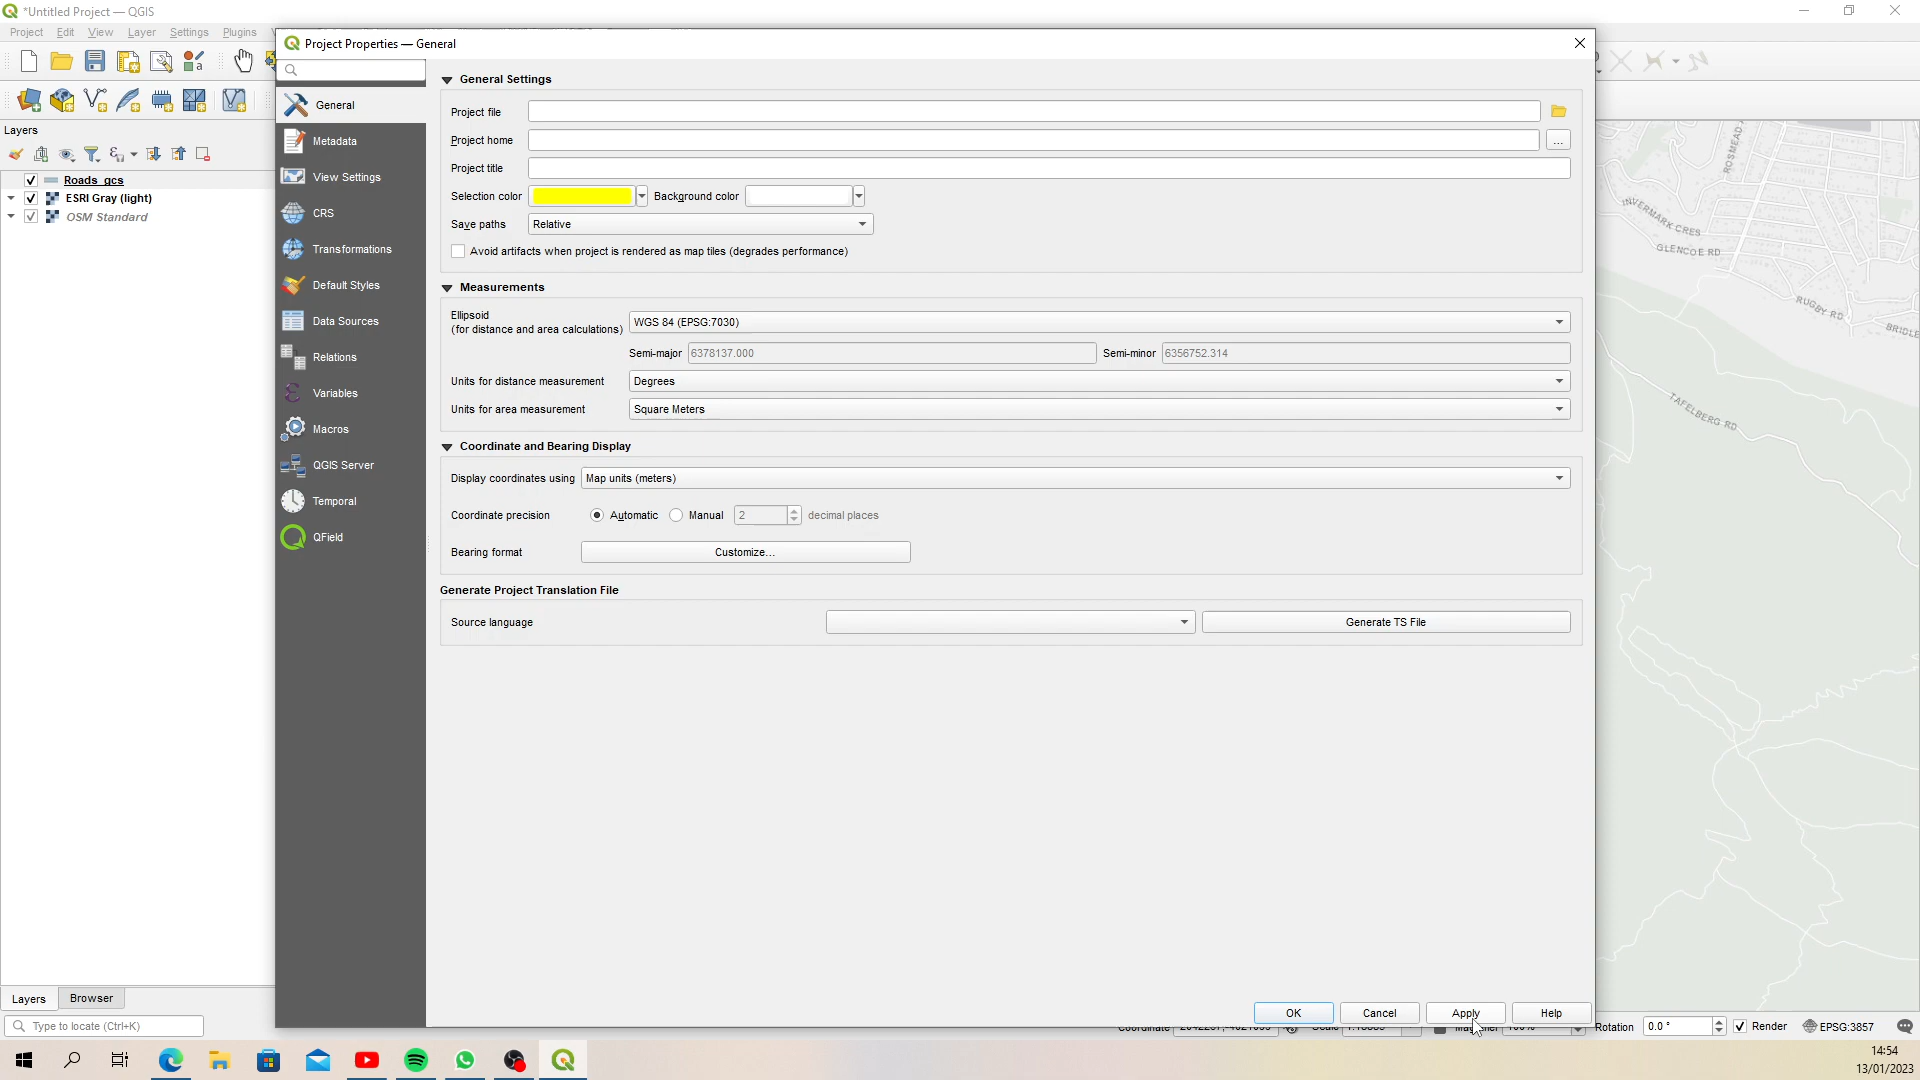 *Untitled Project — QGIS
Project Edit View Layer Settings Plugins
Project Properties — General
Layers
Roads gcs
ESRI Gray (light)
OSM Standard
General
Metadata
View Settings
CRS
Transformations
Default Styles
Data Sources
Relations
Variables
Macros
QGIS Server
Temporal
QField
General Settings
Project file
Project home ...
Project title
Selection color Background color
Save paths Relative
Avoid artifacts when project is rendered as map tiles (degrades performance)
Measurements
Ellipsoid
(for distance and area calculations) WGS 84 (EPSG:7030)
Semi-major 6378137.000 Semi-minor 6356752.314
Units for distance measurement Degrees
Units for area measurement Square Meters
Coordinate and Bearing Display
Display coordinates using Map units (meters)
Coordinate precision Automatic Manual 2 decimal places
Bearing format Customize...
Generate Project Translation File
Source language Generate TS File
OK Cancel Apply Help
INVERMARK CRES
GLENCOE RD
RUGBY RD
TAFELBERG RD
Layers Browser
Type to locate (Ctrl+K)
Coordinate Scale Rotation 0.0 ° Render EPSG:3857
14:54
13/01/2023